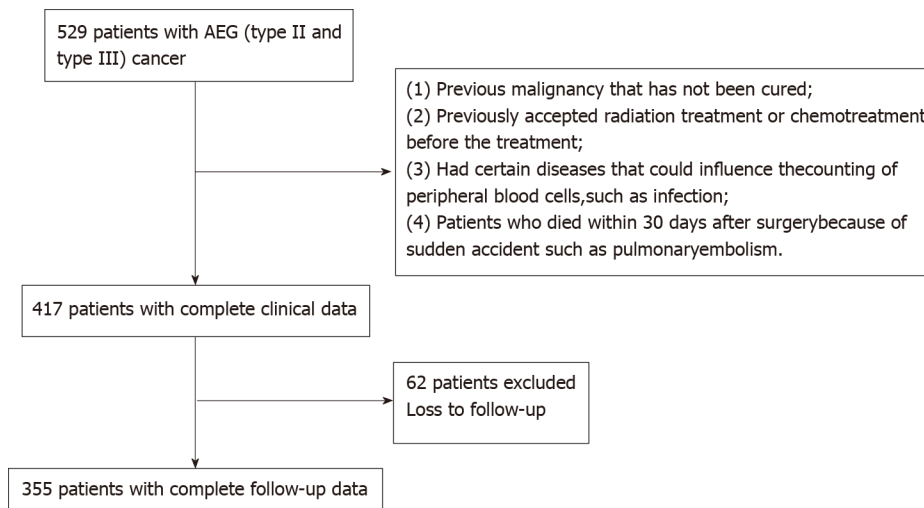 529 patients with AEG (type II and
type III) cancer
(1) Previous malignancy that has not been cured;
(2) Previously accepted radiation treatment or chemotreatment
before the treatment;
(3) Had certain diseases that could influence thecounting of
peripheral blood cells,such as infection;
(4) Patients who died within 30 days after surgerybecause of
sudden accident such as pulmonaryembolism.
417 patients with complete clinical data
62 patients excluded
Loss to follow-up
355 patients with complete follow-up data